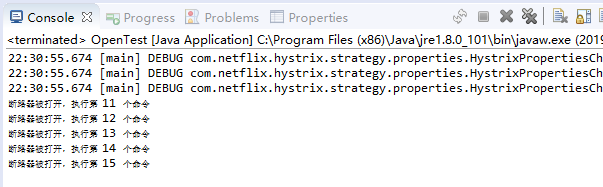 Console Progress Problems Properties
<terminated> OpenTest [Java Application] C:\Program Files (x86)\Java\jre1.8.0_101\bin\javaw.exe (2019
22:30:55.674 [main] DEBUG com.netflix.hystrix.strategy.properties.HystrixPropertiesCh
22:30:55.674 [main] DEBUG com.netflix.hystrix.strategy.properties.HystrixPropertiesCh
22:30:55.674 [main] DEBUG com.netflix.hystrix.strategy.properties.HystrixPropertiesCh
断路器被打开，执行第 11 个命令
断路器被打开，执行第 12 个命令
断路器被打开，执行第 13 个命令
断路器被打开，执行第 14 个命令
断路器被打开，执行第 15 个命令